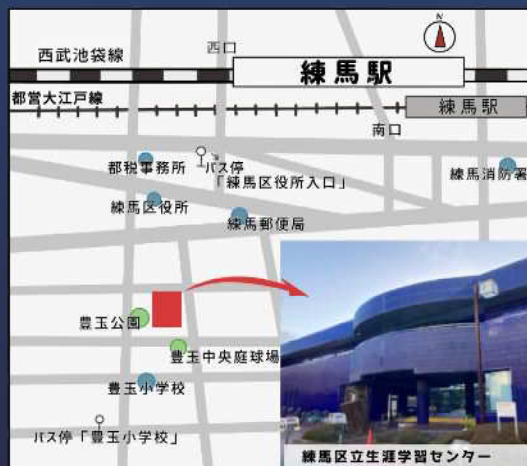 N
西口
西武池袋線
練馬駅
都営大江戸線
練馬駅
南口
都税事務所
バス停
「練馬区役所入口」
練馬消防署
練馬区役所
練馬郵便局
豊玉公園
豊玉中央庭球場
豊玉小学校
バス停「豊玉小学校」
練馬区立生涯学習センター